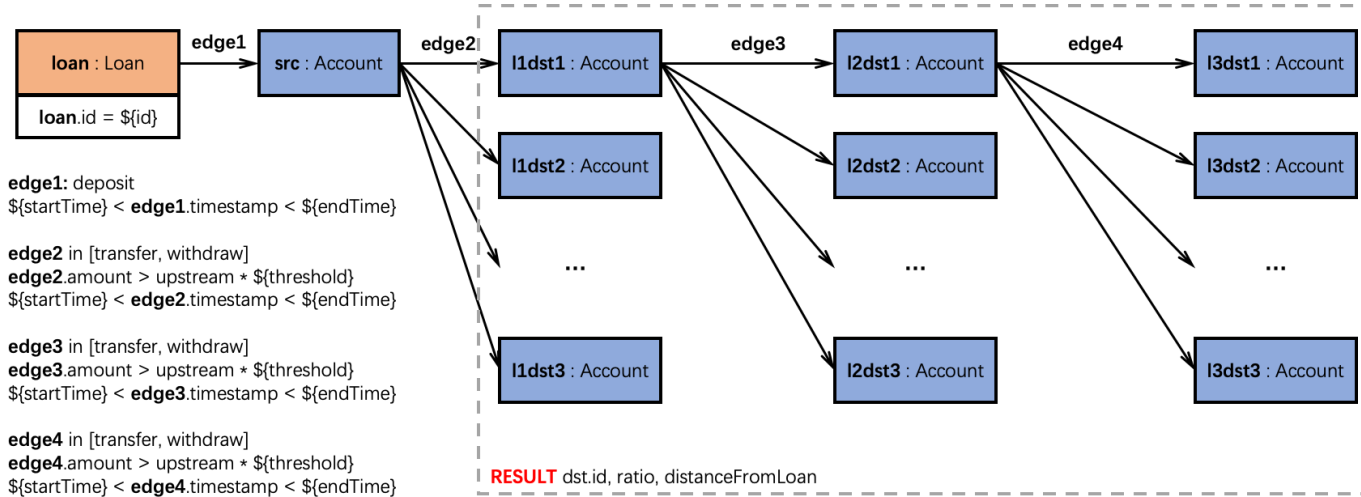 edge1
edge2
edge3
edge4
loan : Loan
src : Account
l1dst1 : Account
l2dst1 : Account
l3dst1 : Account
loan.id = ${id}
l1dst2 : Account
l2dst2 : Account
l3dst2 : Account
edge1: deposit
${startTime} < edge1.timestamp < ${endTime}
edge2 in [transfer, withdraw]
edge2.amount > upstream * ${threshold}
${startTime} < edge2.timestamp < ${endTime}
...
...
...
edge3 in [transfer, withdraw]
edge3.amount > upstream * ${threshold}
${startTime} < edge3.timestamp < ${endTime}
l1dst3 : Account
l2dst3 : Account
l3dst3 : Account
edge4 in [transfer, withdraw]
edge4.amount > upstream * ${threshold}
${startTime} < edge4.timestamp < ${endTime}
RESULT dst.id, ratio, distanceFromLoan